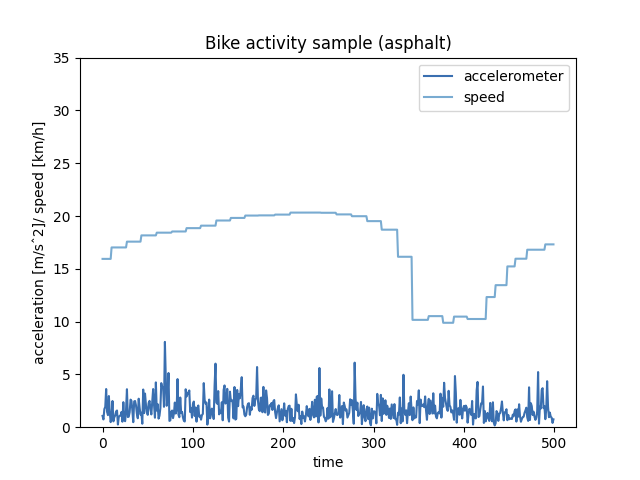 Bike activity sample (asphalt)
accelerometer
speed
acceleration [m/s^2]/ speed [km/h]
35
30
25
20
15
10
5
0
0 100 200 300 400 500
time